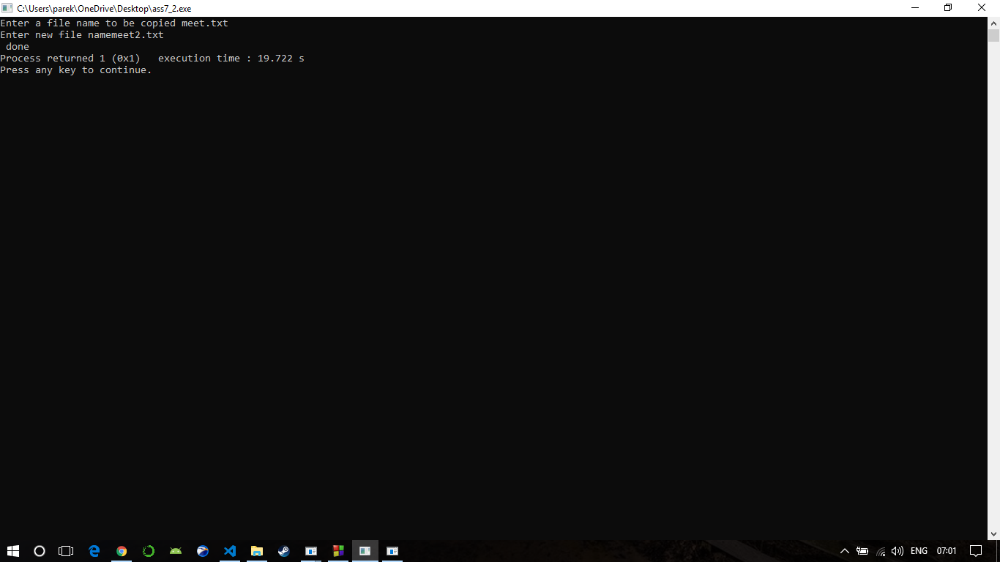 C:\Users\parek\OneDrive\Desktop\ass7_2.exe
Enter a file name to be copied meet.txt
Enter new file namemeet2.txt
done
Process returned 1 (0x1)   execution time : 19.722 s
Press any key to continue.
ENG 07:01